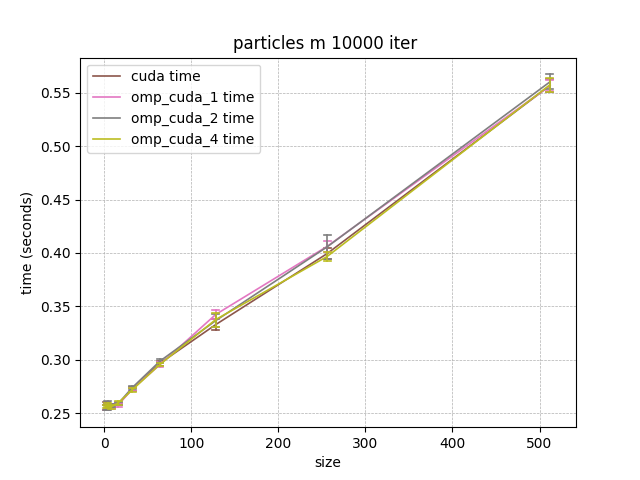 particles m 10000 iter
cuda time
omp_cuda_1 time
omp_cuda_2 time
omp_cuda_4 time
time (seconds)
0.55
0.50
0.45
0.40
0.35
0.30
0.25
0 100 200 300 400 500
size